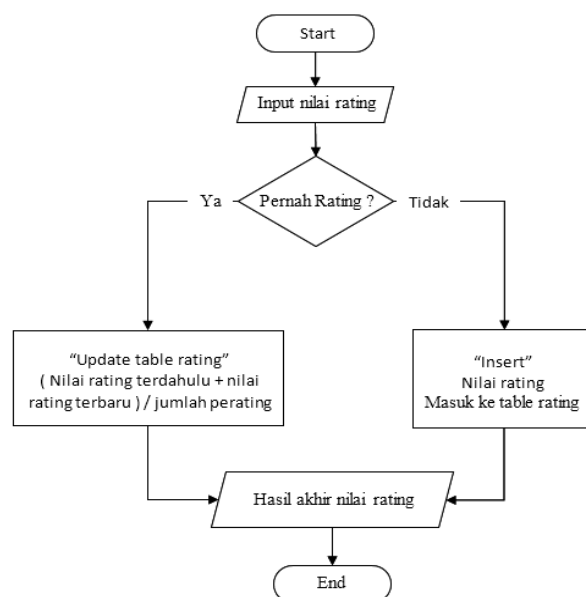 Start
Input nilai rating
Pernah Rating ?
Ya
Tidak
“Update table rating”
( Nilai rating terdahulu + nilai
rating terbaru ) / jumlah perating
“Insert”
Nilai rating
Masuk ke table rating
Hasil akhir nilai rating
End